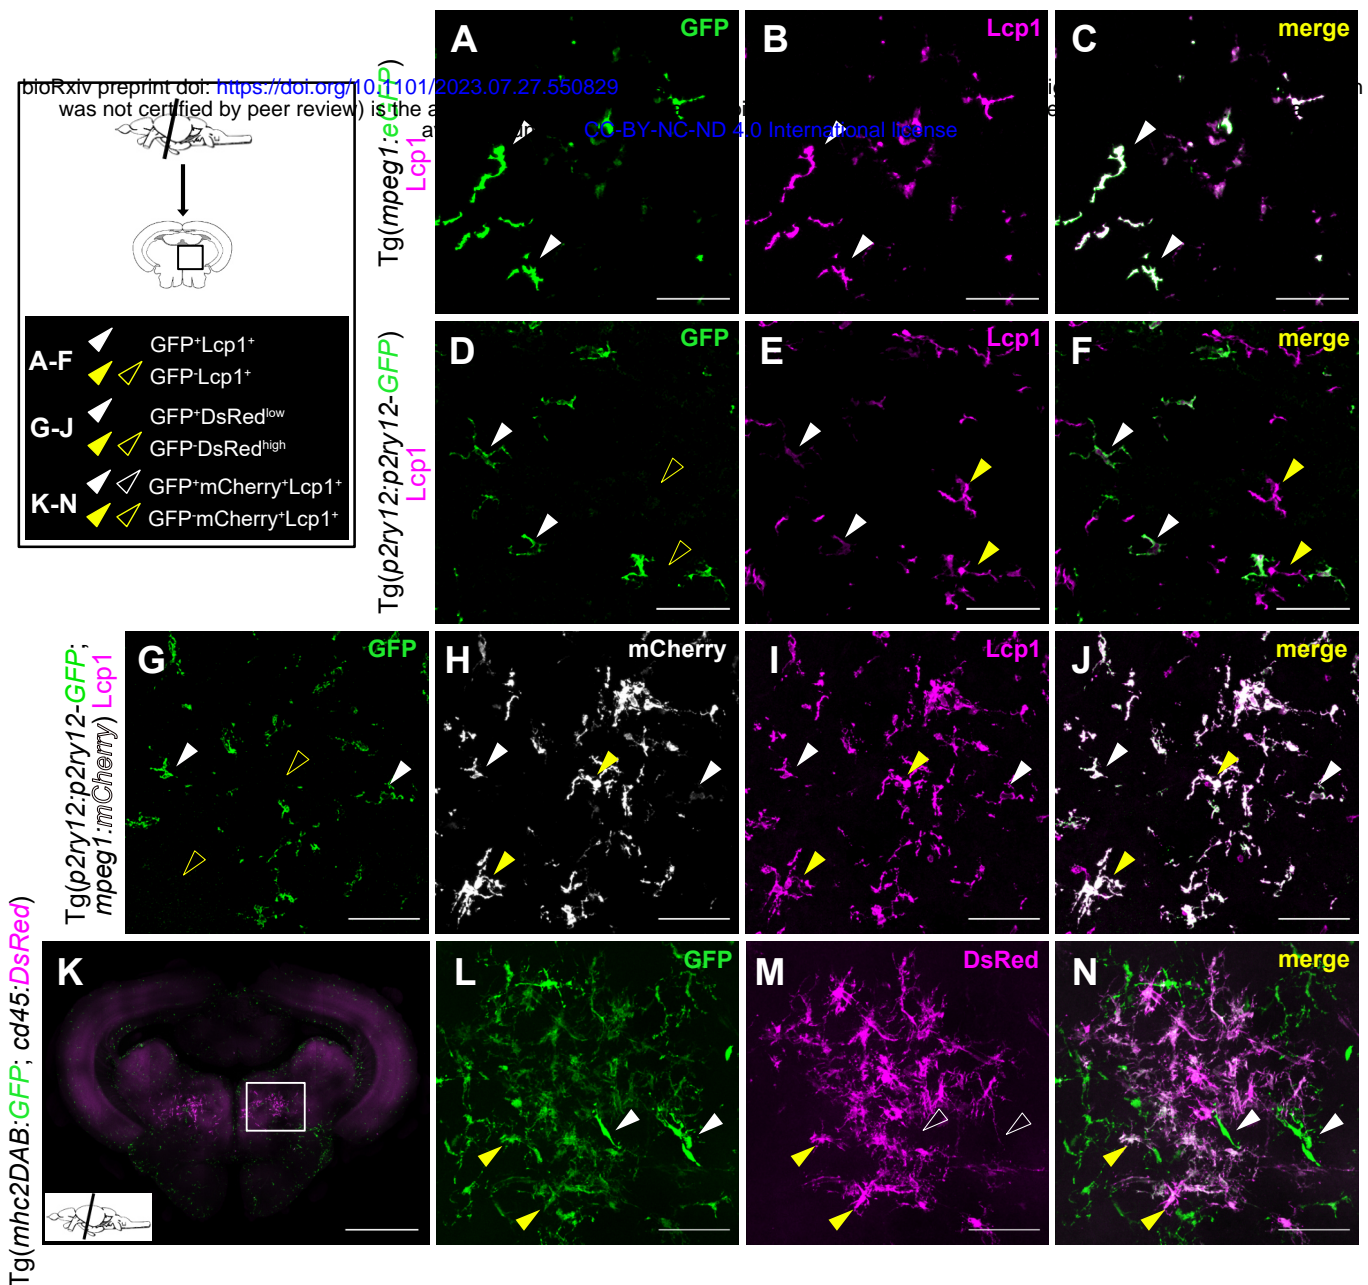 bioRxiv preprint doi: https://doi.org/10.1101/2023.07.27.550829
was not certified by peer review) is the a
CC-BY-NC-ND 4.0 International license
A-F
GFP+Lcp1+
GFP-Lcp1+
G-J
GFP+DsRedlow
GFP-DsRedhigh
K-N
GFP+mCherry+Lcp1+
GFP-mCherry+Lcp1+
Tg(mpeg1:eGFP)
Lcp1
A GFP
B Lcp1
C merge
Tg(p2ry12:p2ry12-GFP)
Lcp1
D GFP
E Lcp1
F merge
Tg(p2ry12:p2ry12-GFP;
mpeg1:mCherry) Lcp1
G GFP
H mCherry
I Lcp1
J merge
Tg(mhc2DAB:GFP; cd45:DsRed)
K
L GFP
M DsRed
N merge